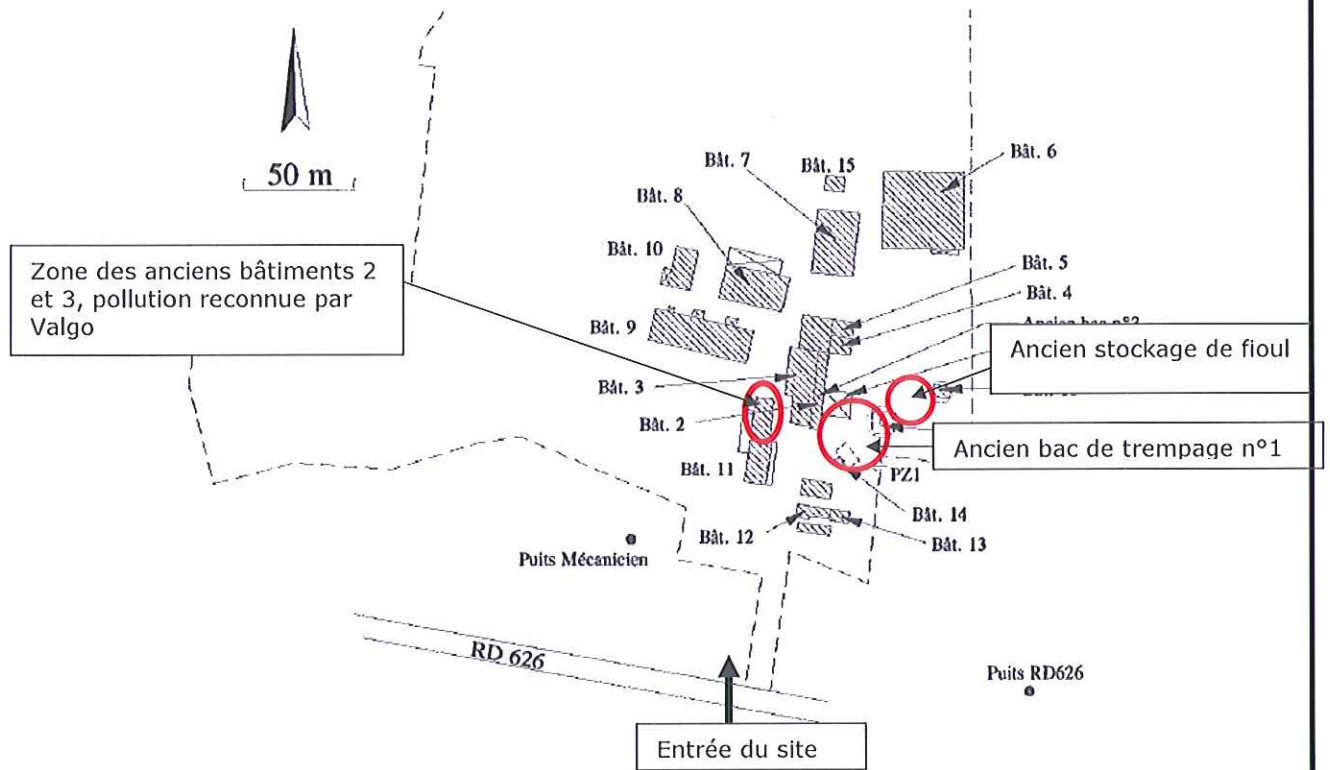 Bât. 7
Bât. 15
Bât. 6
50 m
Bât. 8
Bât. 10
Zone des anciens bâtiments 2
et 3, pollution reconnue par
Valgo
Bât. 5
Bât. 4
Bât. 9
Ancien bac n°2
Ancien stockage de fioul
Bât. 3
Bât. 2
Ancien bac de trempage n°1
Bât. 11
PZ1
Bât. 14
Bât. 12
Bât. 13
Puits Mécanicien
RD 626
Puits RD626
Entrée du site